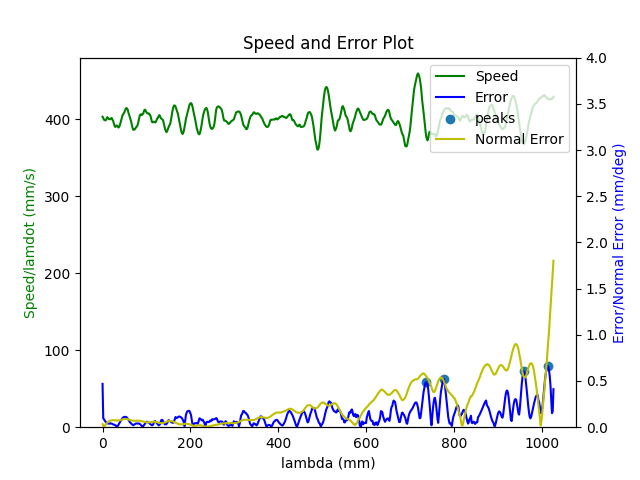 Speed and Error Plot
Speed
Error
peaks
Normal Error
Speed/lamdot (mm/s)
400
300
200
100
0
4.0
3.5
3.0
2.5
2.0
1.5
1.0
0.5
0.0
Error/Normal Error (mm/deg)
0 200 400 600 800 1000
lambda (mm)